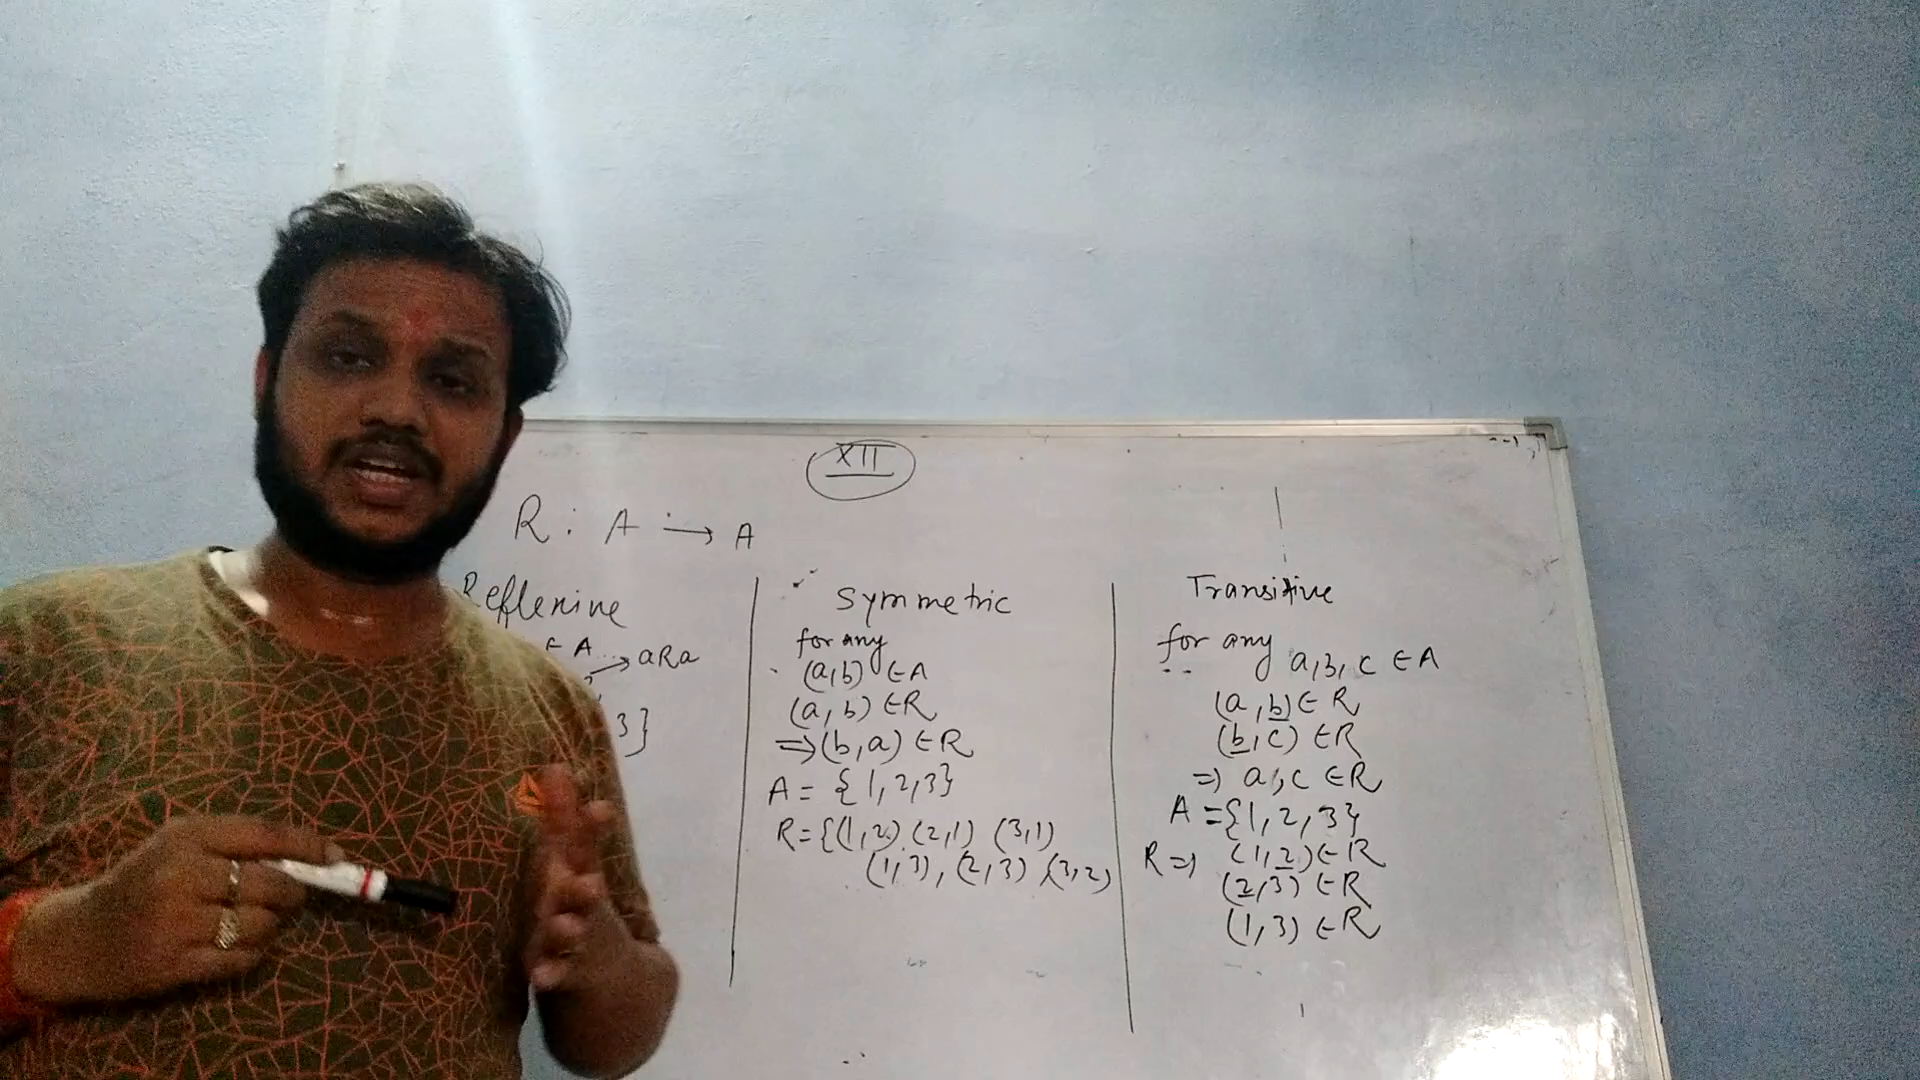 XII
R : A → A
Reflexive
∈ A → aRa
3}
Symmetric
for any
(a,b) ∈ A
(a, b) ∈ R
⇒ (b, a) ∈ R
A = {1,2,3}
R = {(1,2) (2,1) (3,1)
(1,3), (2,3) (3,2)
Transitive
for any a, b, c ∈ A
(a, b) ∈ R
(b, c) ∈ R
⇒ a, c ∈ R
A = {1, 2, 3}
R ⇒ (1,2) ∈ R
(2,3) ∈ R
(1,3) ∈ R